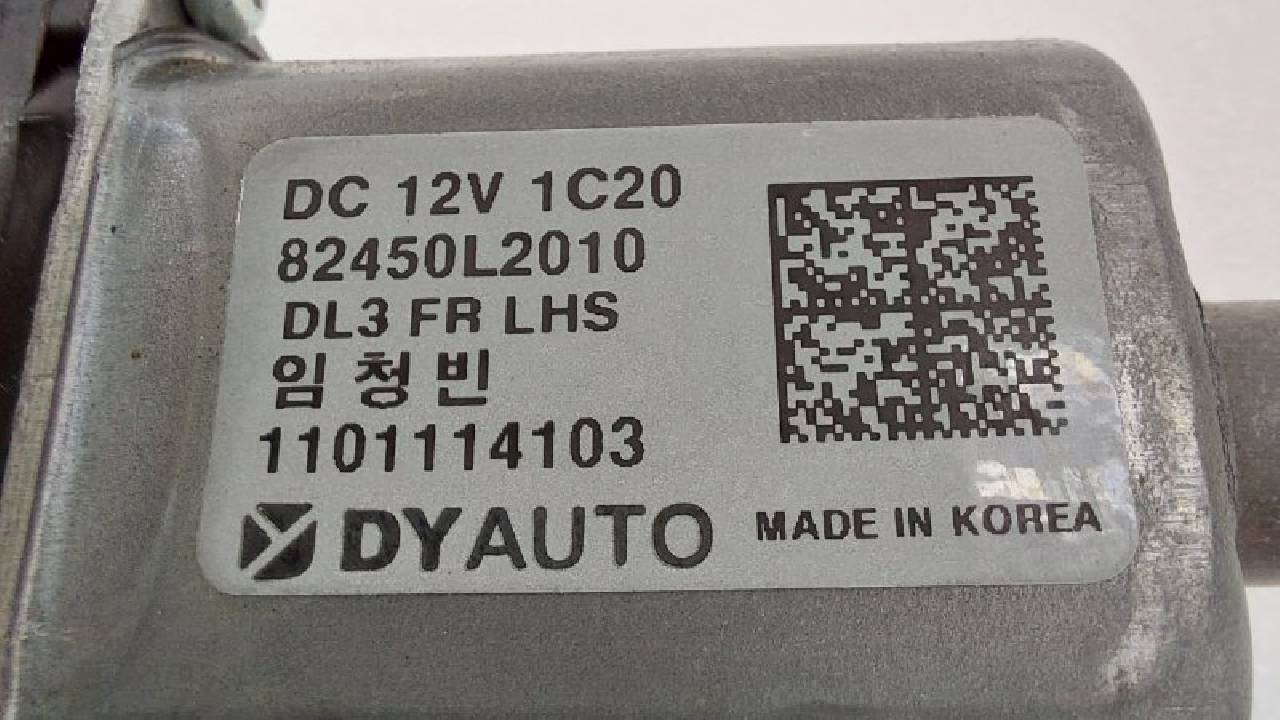 DC 12V 1C20
82450L2010
DL3 FR LHS
임 청 빈
1101114103
DYAUTO
MADE IN KOREA